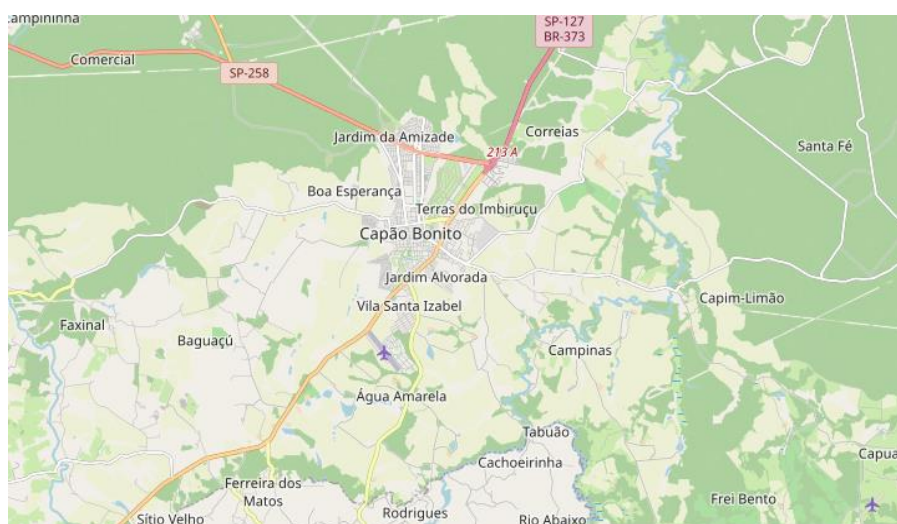 ampininha
SP-127
BR-373
Comercial
SP-258
Jardim da Amizade
Correias
213 A
Santa Fé
Boa Esperança
Terras do Imbiruçu
Capão Bonito
Jardim Alvorada
Capim-Limão
Vila Santa Izabel
Faxinal
Baguaçú
Campinas
Água Amarela
Tabuão
Cachoeirinha
Capua
Ferreira dos
Matos
Frei Bento
Rodrigues
Sítio Velho
Rio Abaixo